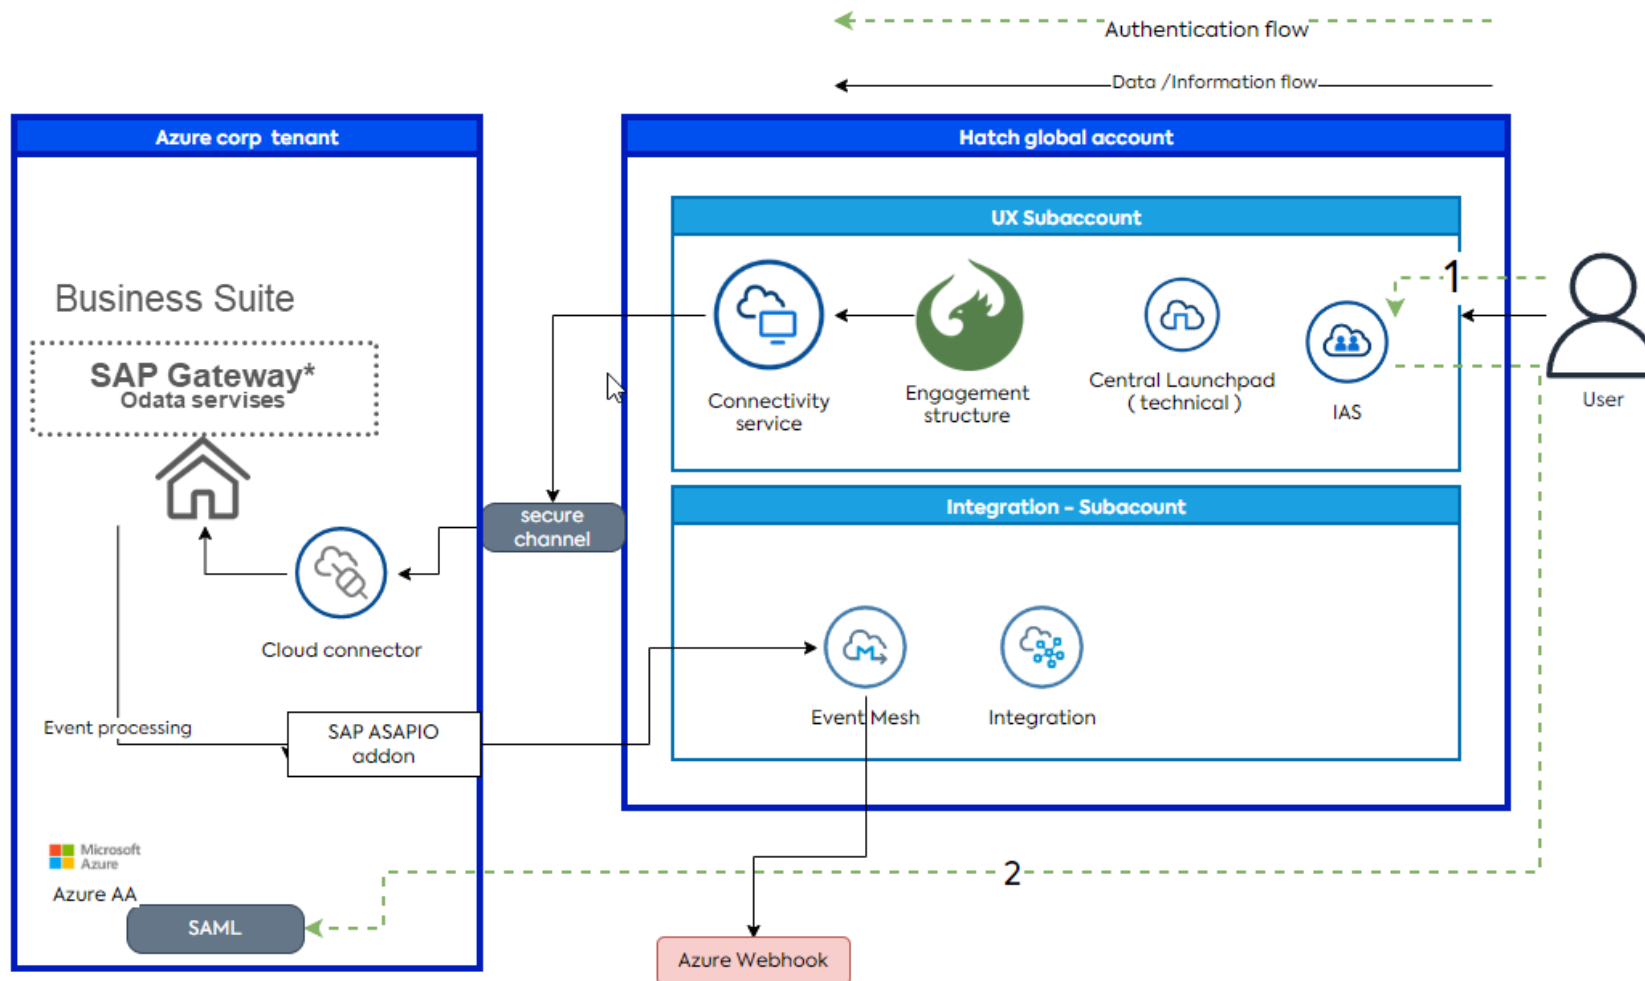 Authentication flow
Data /Information flow
Azure corp  tenant
Hatch global account
UX Subaccount
Business Suite
SAP Gateway*
Odata servises
Connectivity
service
Engagement
structure
Central Launchpad
( technical )
IAS
1
User
secure
channel
Integration - Subacount
Cloud connector
Event Mesh
Integration
Event processing
SAP ASAPIO
addon
Microsoft
Azure
Azure AA
SAML
2
Azure Webhook